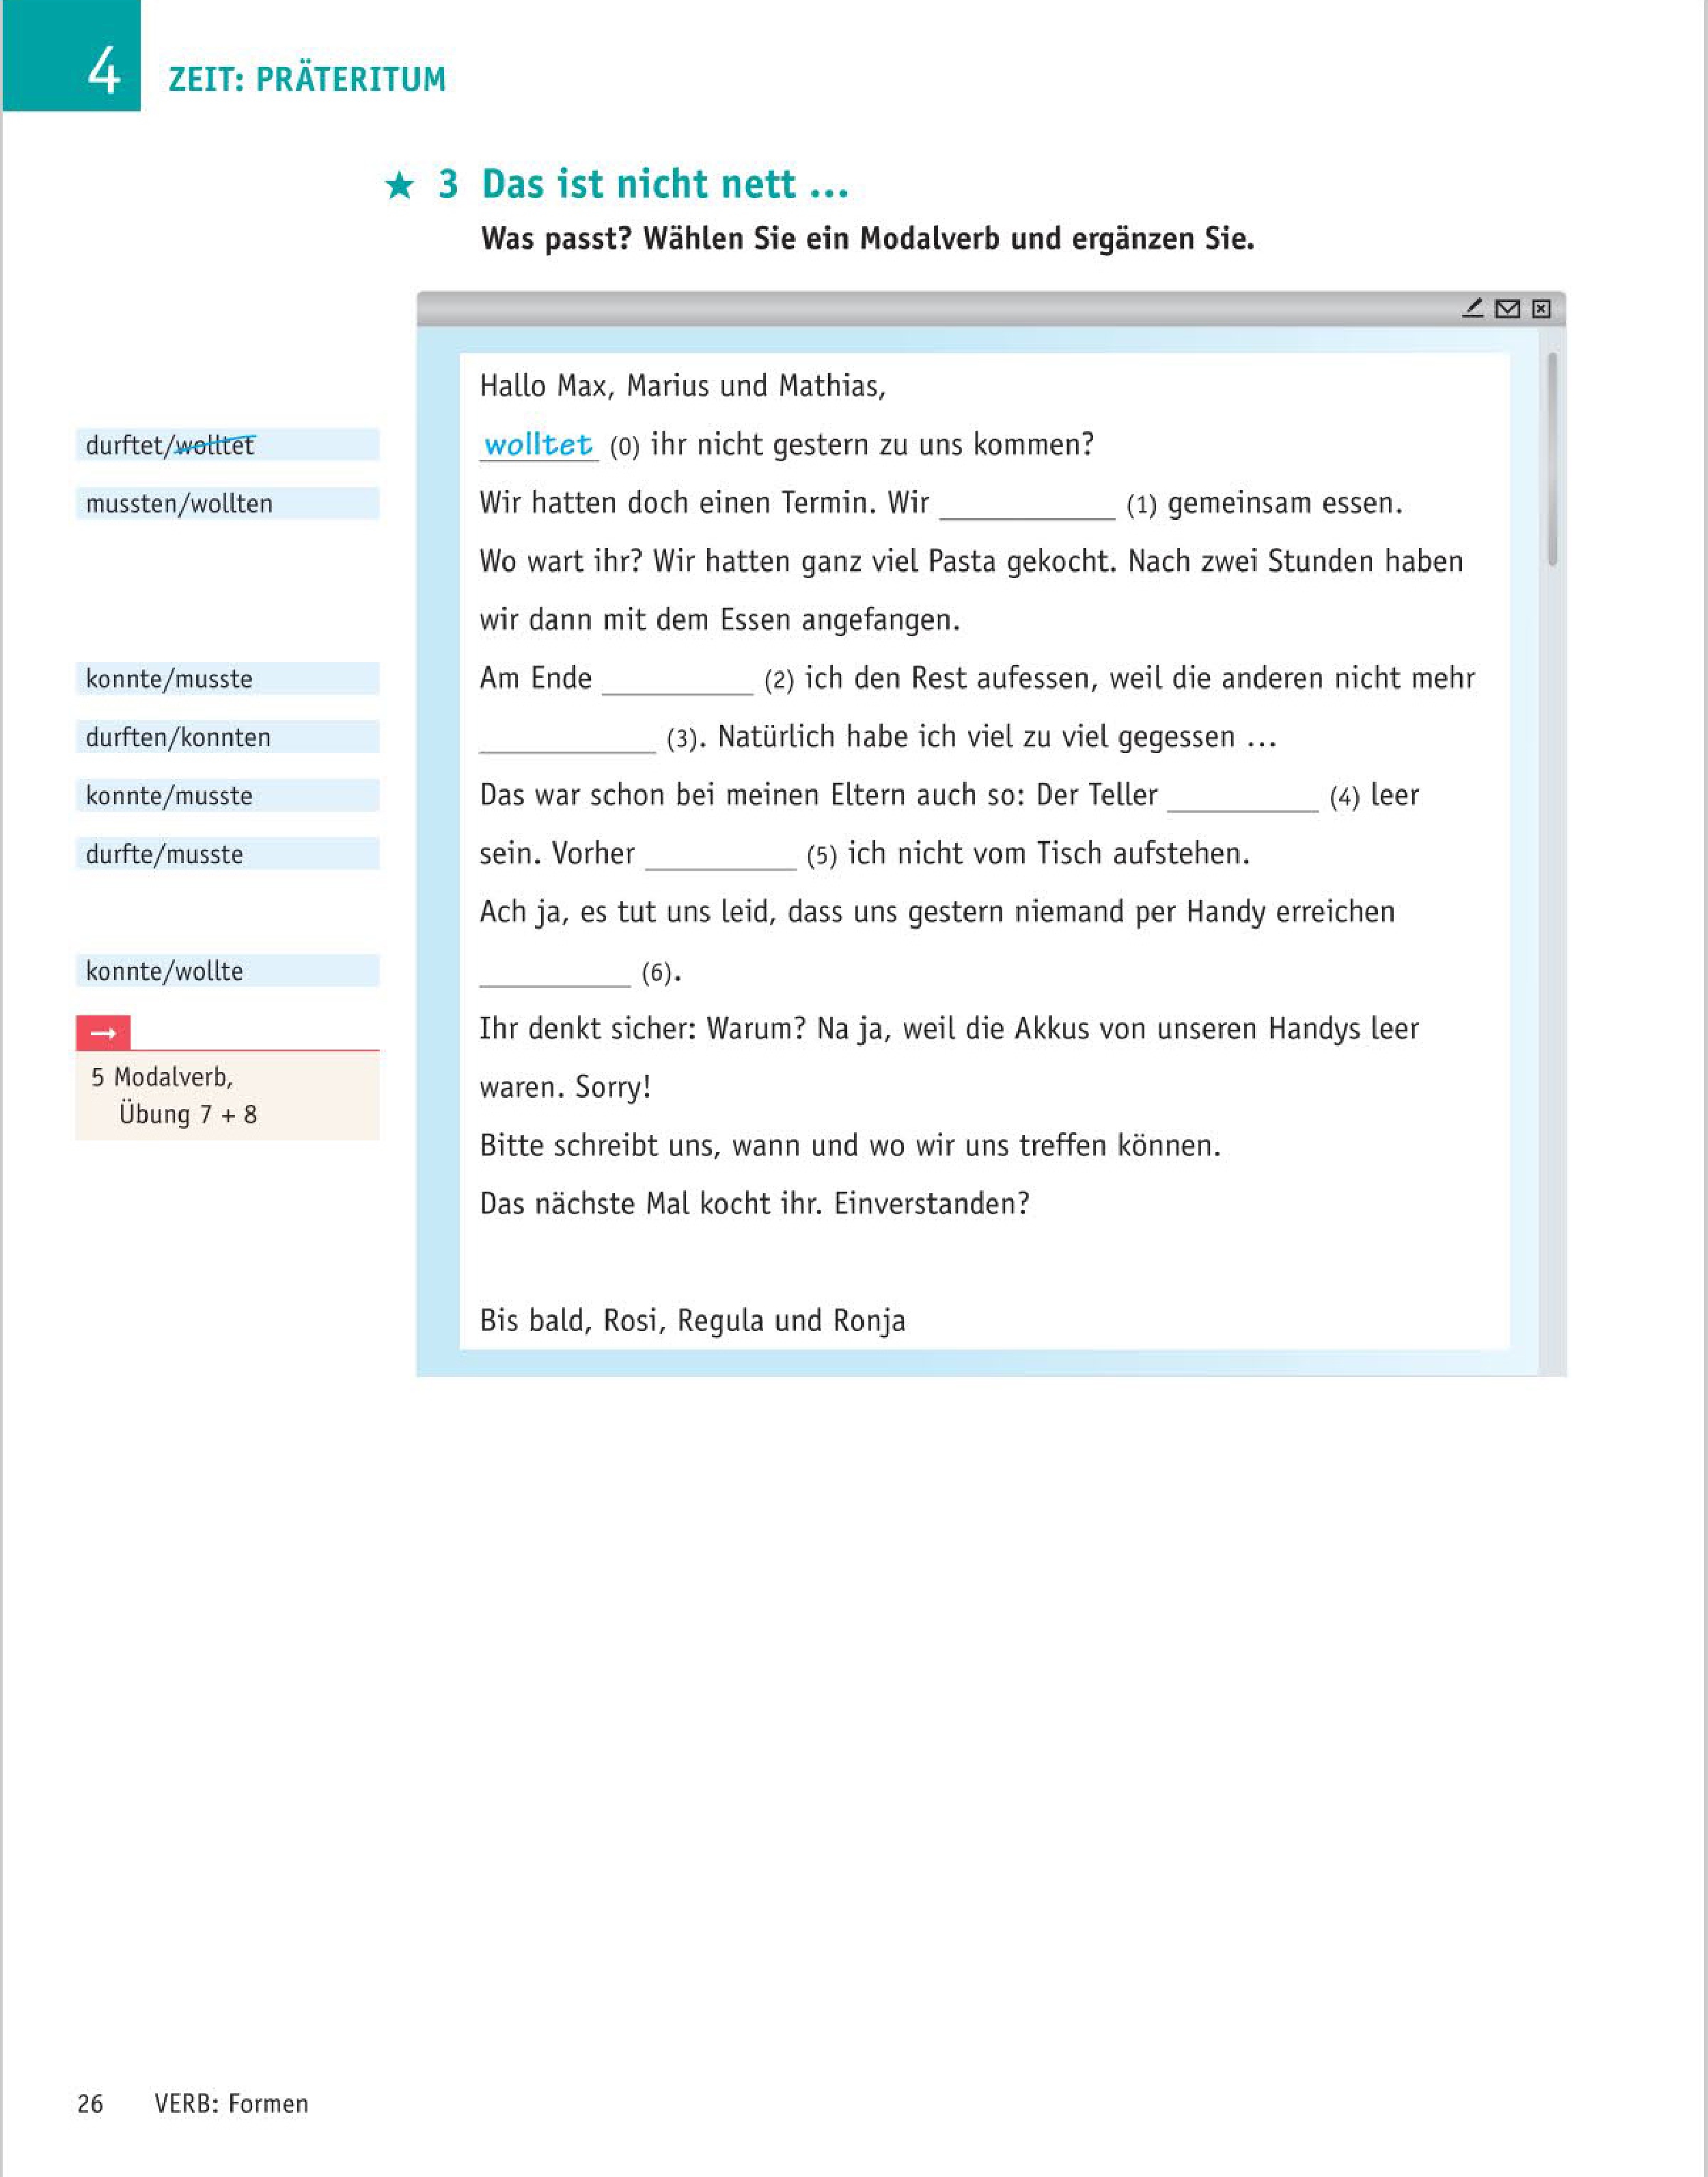 4 ZEIT: PRÄTERITUM
★ 3 Das ist nicht nett ...
Was passt? Wählen Sie ein Modalverb und ergänzen Sie.
Hallo Max, Marius und Mathias,
durftet/wolltet
wolltet (0) ihr nicht gestern zu uns kommen?
mussten/wollten
Wir hatten doch einen Termin. Wir ____________ (1) gemeinsam essen.
Wo wart ihr? Wir hatten ganz viel Pasta gekocht. Nach zwei Stunden haben
wir dann mit dem Essen angefangen.
konnte/musste
Am Ende __________ (2) ich den Rest aufessen, weil die anderen nicht mehr
durften/konnten
____________ (3). Natürlich habe ich viel zu viel gegessen ...
konnte/musste
Das war schon bei meinen Eltern auch so: Der Teller __________ (4) leer
durfte/musste
sein. Vorher __________ (5) ich nicht vom Tisch aufstehen.
Ach ja, es tut uns leid, dass uns gestern niemand per Handy erreichen
konnte/wollte
__________ (6).
→
Ihr denkt sicher: Warum? Na ja, weil die Akkus von unseren Handys leer
5 Modalverb,
Übung 7 + 8
waren. Sorry!
Bitte schreibt uns, wann und wo wir uns treffen können.
Das nächste Mal kocht ihr. Einverstanden?
Bis bald, Rosi, Regula und Ronja
26 VERB: Formen